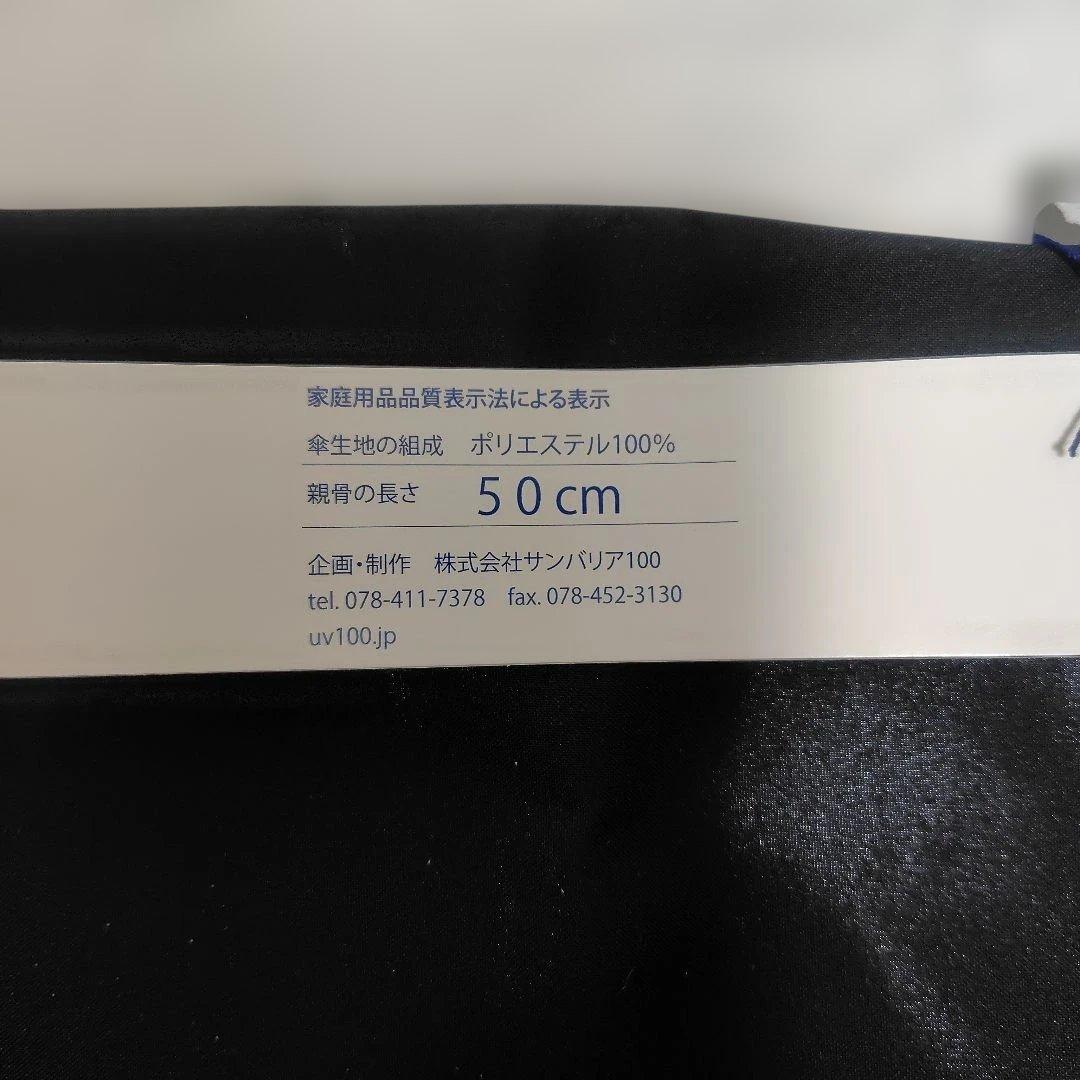 家庭用品品質表示法による表示
傘生地の組成　ポリエステル100%
親骨の長さ　50cm
企画・制作　株式会社サンバリア100
tel. 078-411-7378　fax. 078-452-3130
uv100.jp